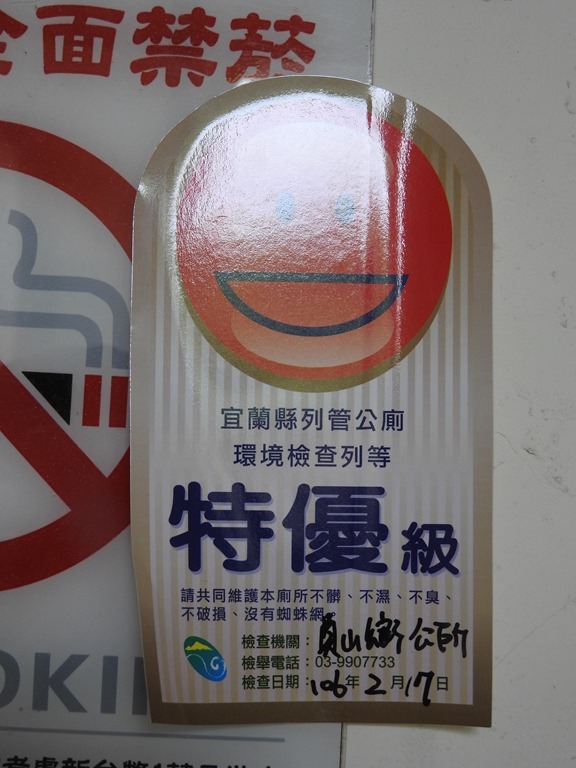 全面禁菸
宜蘭縣列管公廁
環境檢查列等
特優級
請共同維護本廁所不髒、不濕、不臭、
不破損、沒有蜘蛛網。
檢查機關：員山鄉公所
檢舉電話：03-9907733
檢查日期：106年2月17日
OKI